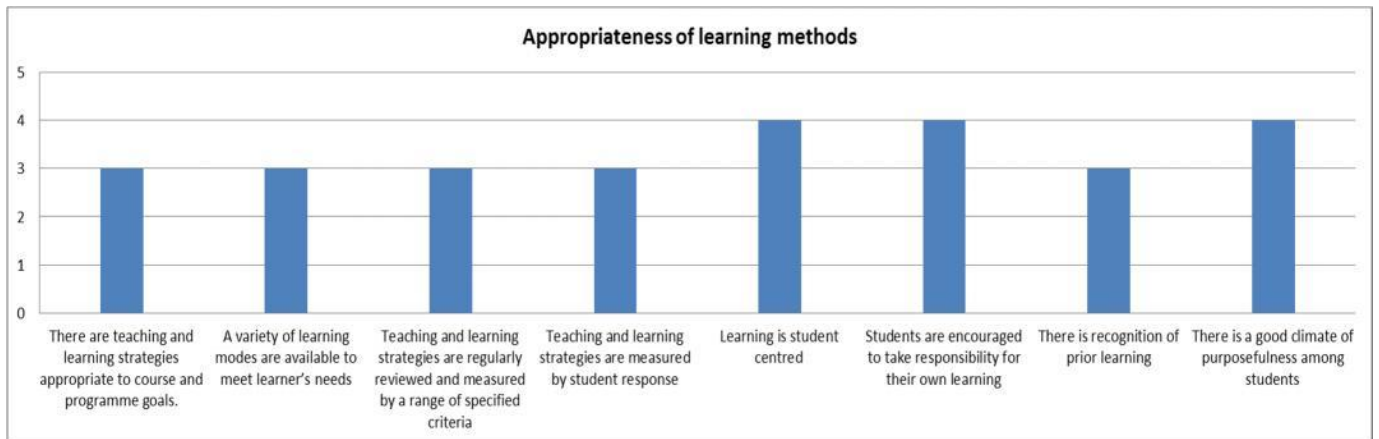 Appropriateness of learning methods
5
4
3
2
1
0
There are teaching and
learning strategies
appropriate to course and
programme goals.
A variety of learning
modes are available to
meet learner's needs
Teaching and learning
strategies are regularly
reviewed and measured
by a range of specified
criteria
Teaching and learning
strategies are measured
by student response
Learning is student
centred
Students are encouraged
to take responsibility for
their own learning
There is recognition of
prior learning
There is a good climate of
purposefulness among
students